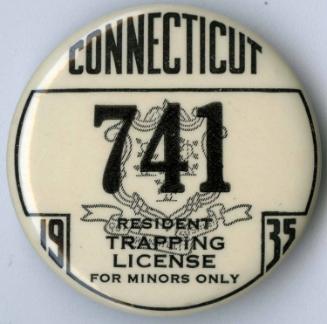 CONNECTICUT
741
RESIDENT
19 TRAPPING 35
LICENSE
FOR MINORS ONLY